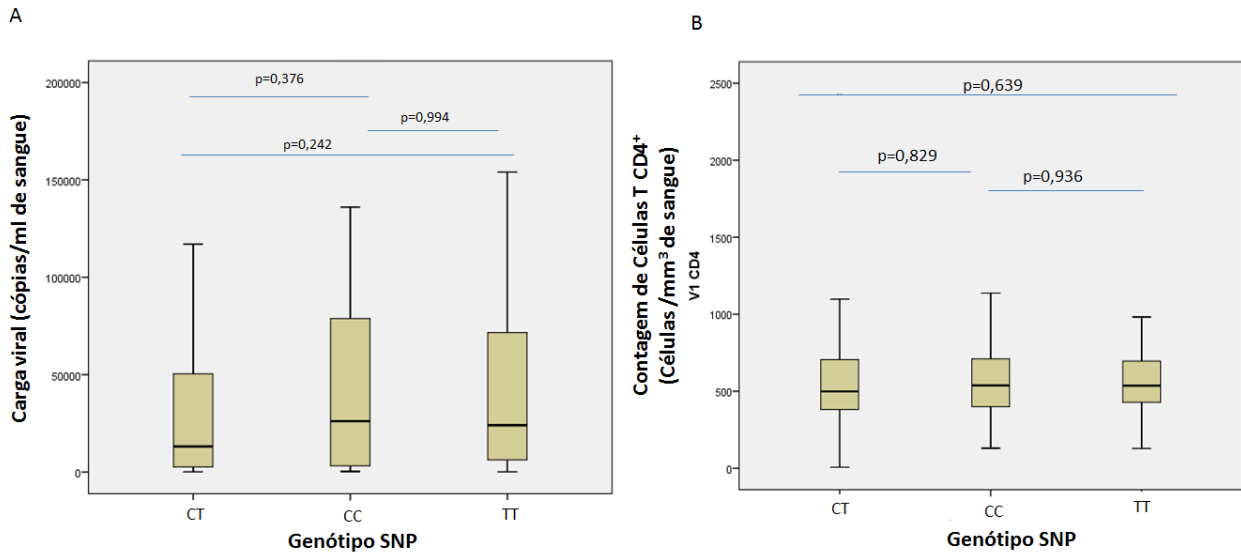 A
Carga viral (cópias/ml de sangue)
200000
150000
100000
50000
0
p=0,376
p=0,994
p=0,242
CT
CC
TT
Genótipo SNP
B
Contagem de Células T CD4⁺
(Células /mm³ de sangue)
V1 CD4
2500
2000
1500
1000
500
0
p=0,639
p=0,829
p=0,936
CT
CC
TT
Genótipo SNP